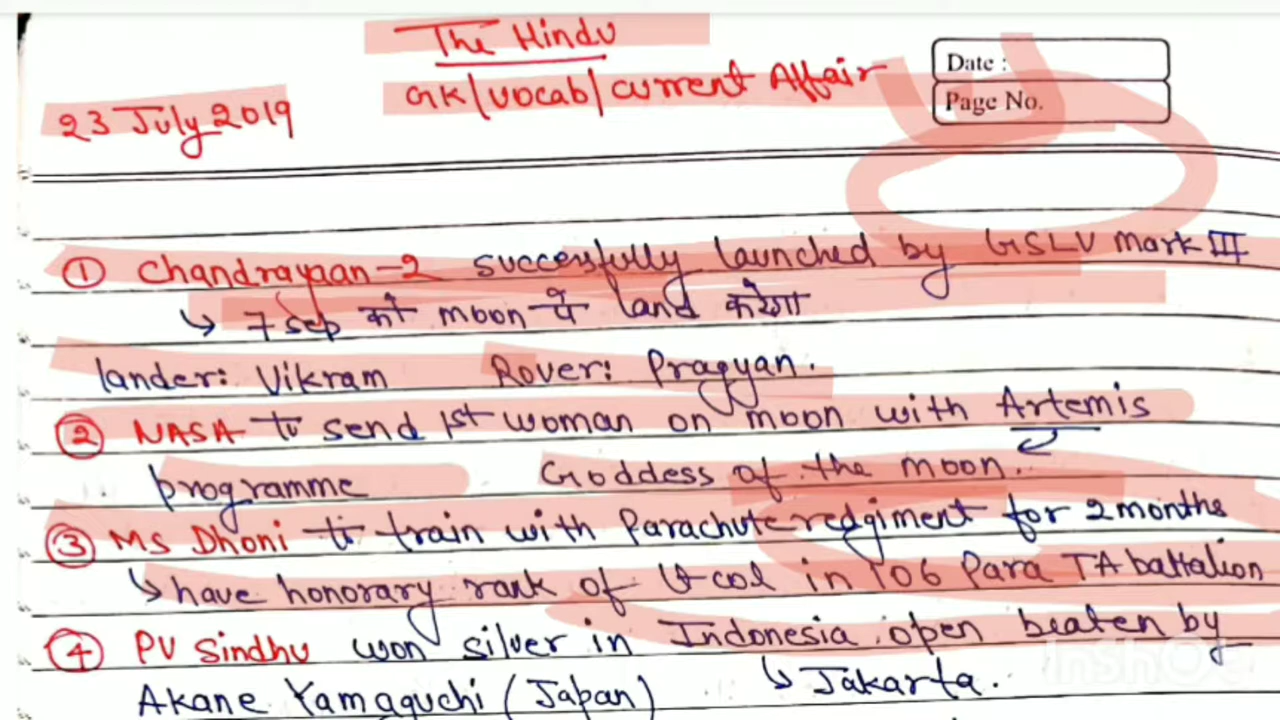 The Hindu
GK/vocab/current Affair
Date :
Page No.
23 July 2019
① Chandrayaan-2 successfully launched by GSLV Mark III
↳ 7 sep को moon पे land करेगा
lander: Vikram Rover: Pragyan.
② NASA to send 1st woman on moon with Artemis
programme Goddess of the moon.
③ MS Dhoni to train with Parachute redgiment for 2 months
↳ have honorary rank of Lt col in 106 Para TA battalion
④ PV Sindhu won silver in Indonesia open beaten by
Akane Yamaguchi (Japan) ↳ Jakarta.